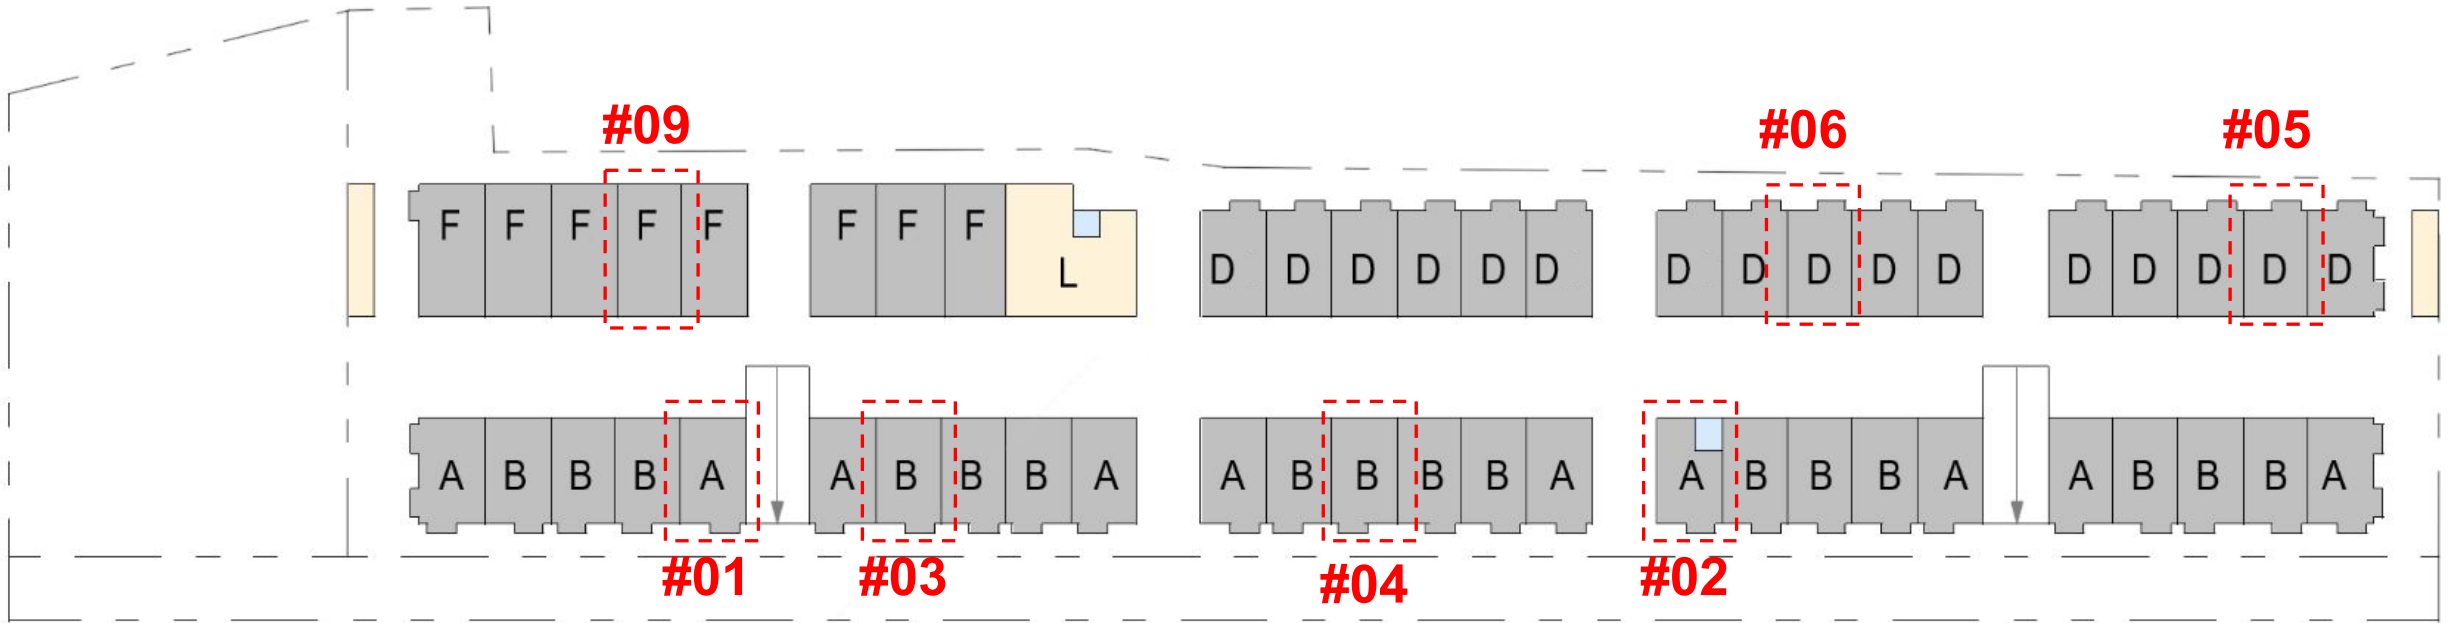 #09 #06 #05
F F F F F F F F L D D D D D D D D D D D D D D D D
A B B B A A B B B A A B B B B A A B B B A A B B B A
#01 #03 #04 #02